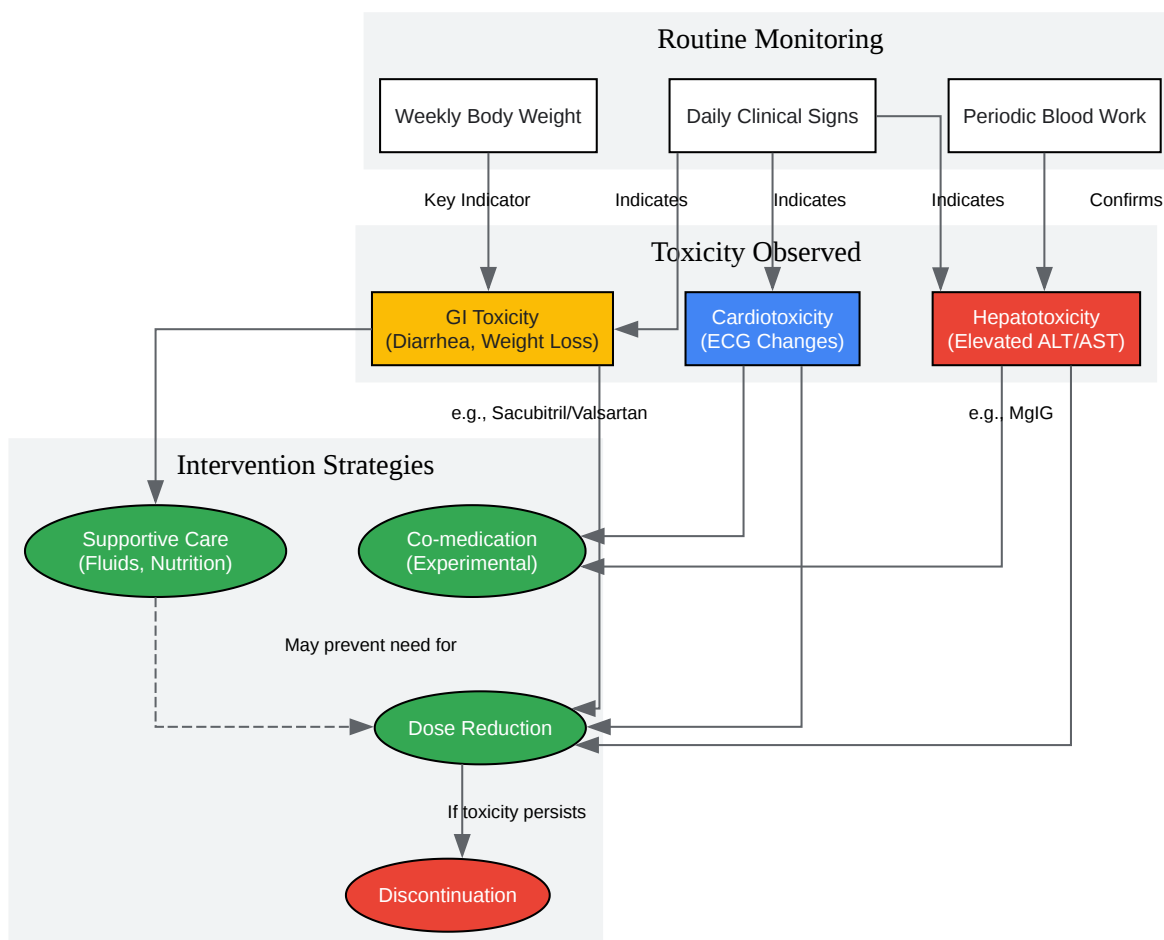 Routine Monitoring
Weekly Body Weight
Daily Clinical Signs
Periodic Blood Work
Key Indicator
Indicates
Indicates
Indicates
Confirms
Toxicity Observed
GI Toxicity
(Diarrhea, Weight Loss)
Cardiotoxicity
(ECG Changes)
Hepatotoxicity
(Elevated ALT/AST)
e.g., Sacubitril/Valsartan
e.g., MgIG
Intervention Strategies
Supportive Care
(Fluids, Nutrition)
Co-medication
(Experimental)
May prevent need for
Dose Reduction
If toxicity persists
Discontinuation